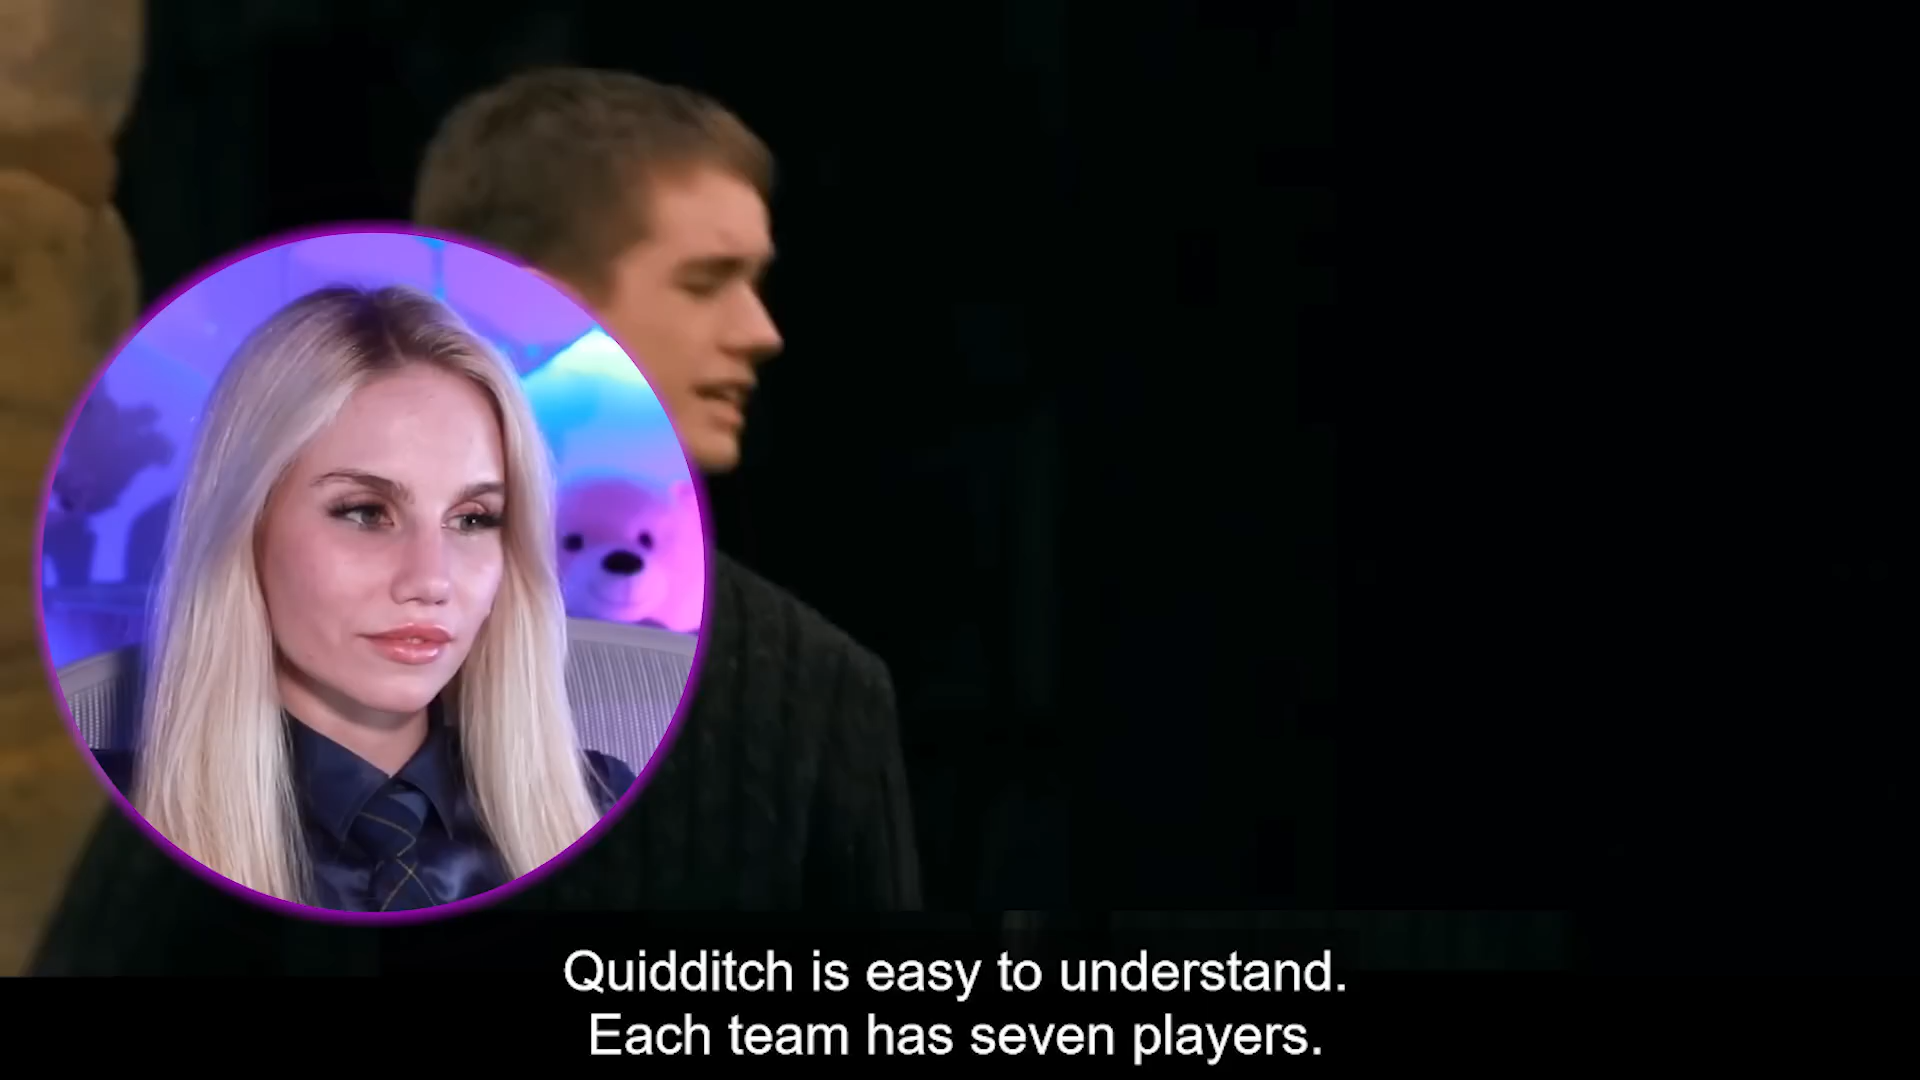 Quidditch is easy to understand.
Each team has seven players.